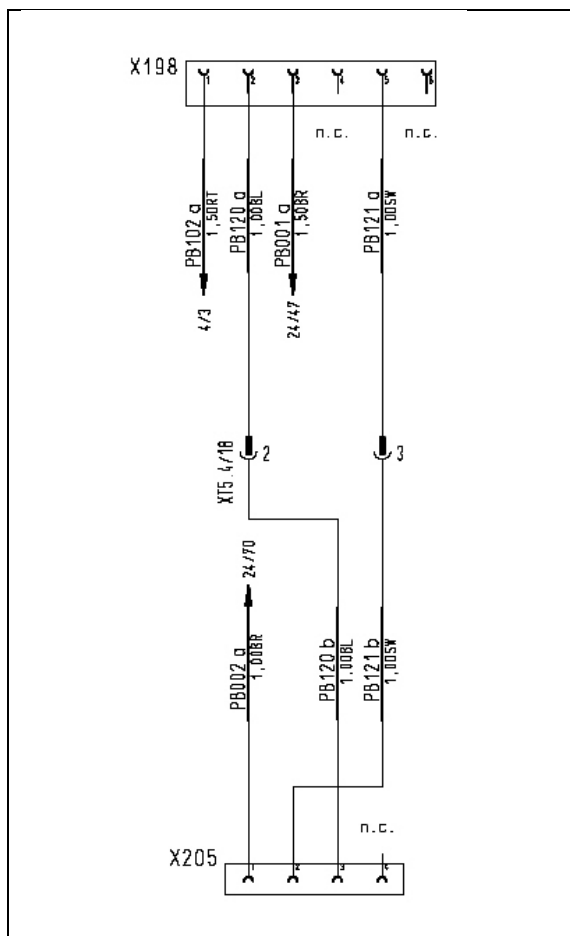 X198
1 2 3 4 5 6
n.c. n.c.
PB102 a
1,50RT
PB120 a
1,00BL
PB001 a
1,50BR
PB121 a
1,00SW
4/3
24/47
XT5.4/18
2
3
24/70
PB002 a
1,00BR
PB120 b
1.00BL
PB121 b
1,00SW
n.c.
X205
1 2 3 4